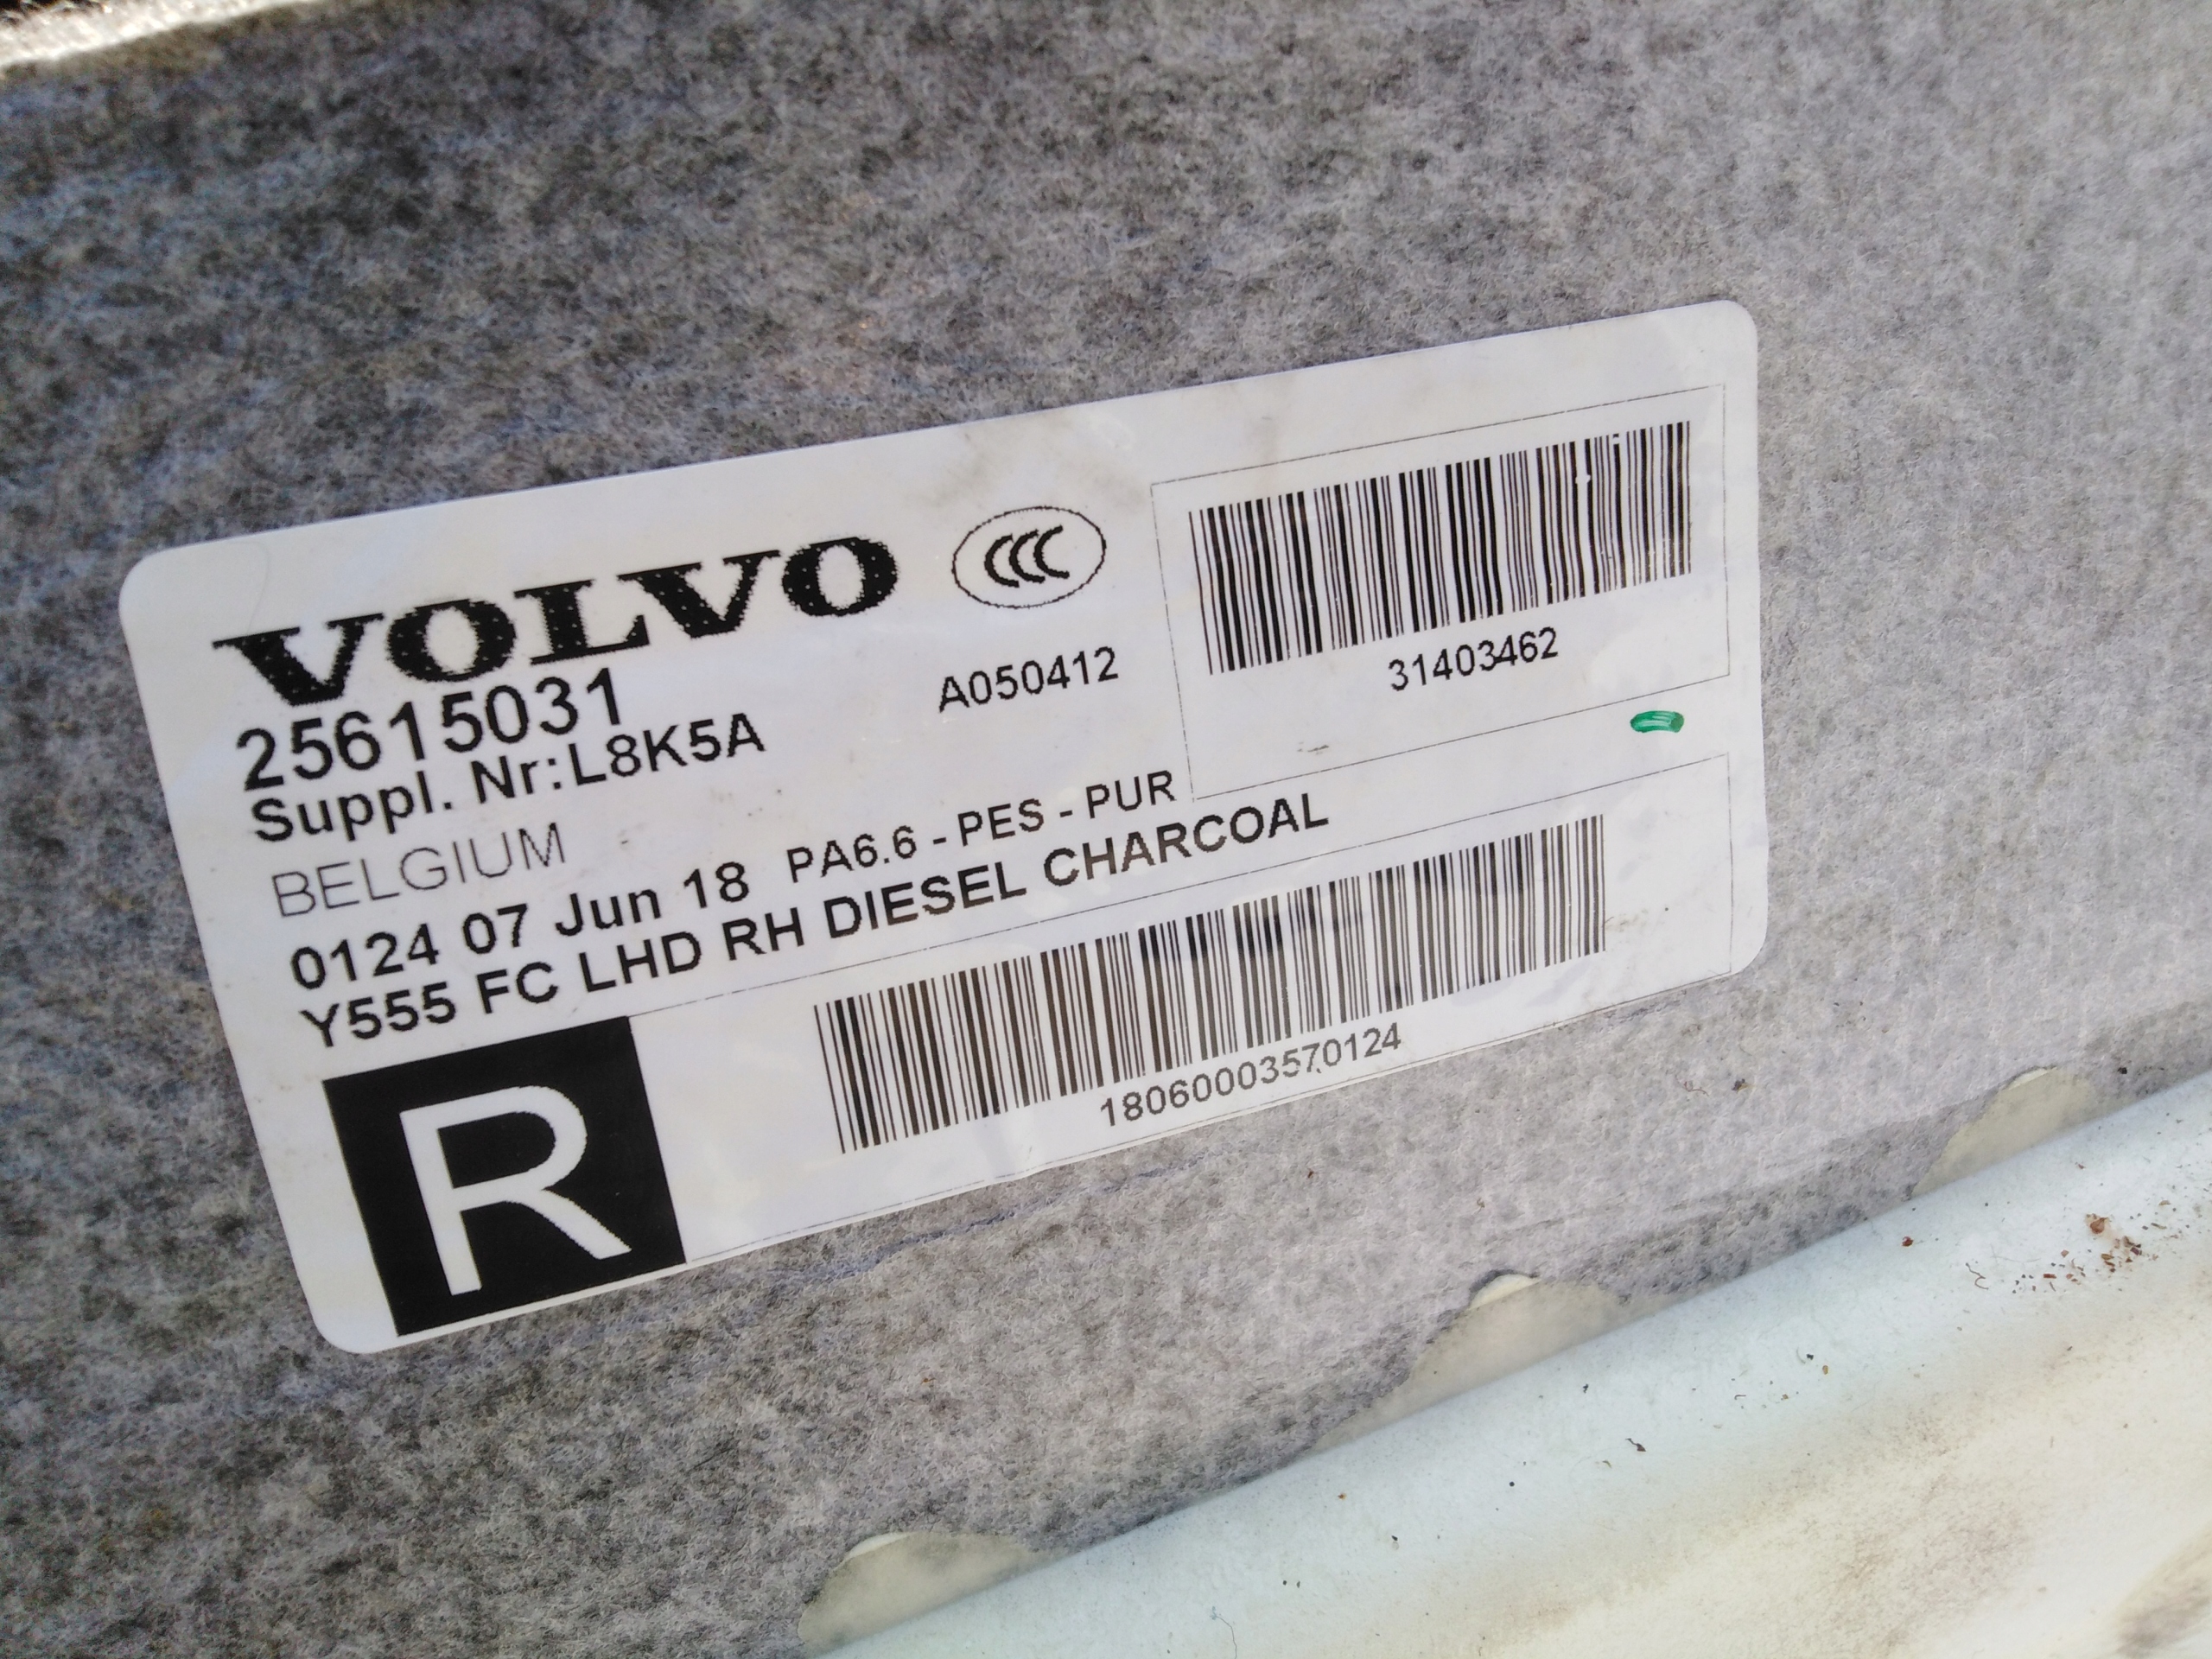 VOLVO
CCC
25615031
A050412
Suppl. Nr:L8K5A
31403462
BELGIUM
0124 07 Jun 18 PA6.6 - PES - PUR
Y555 FC LHD RH DIESEL CHARCOAL
R
18060003570124